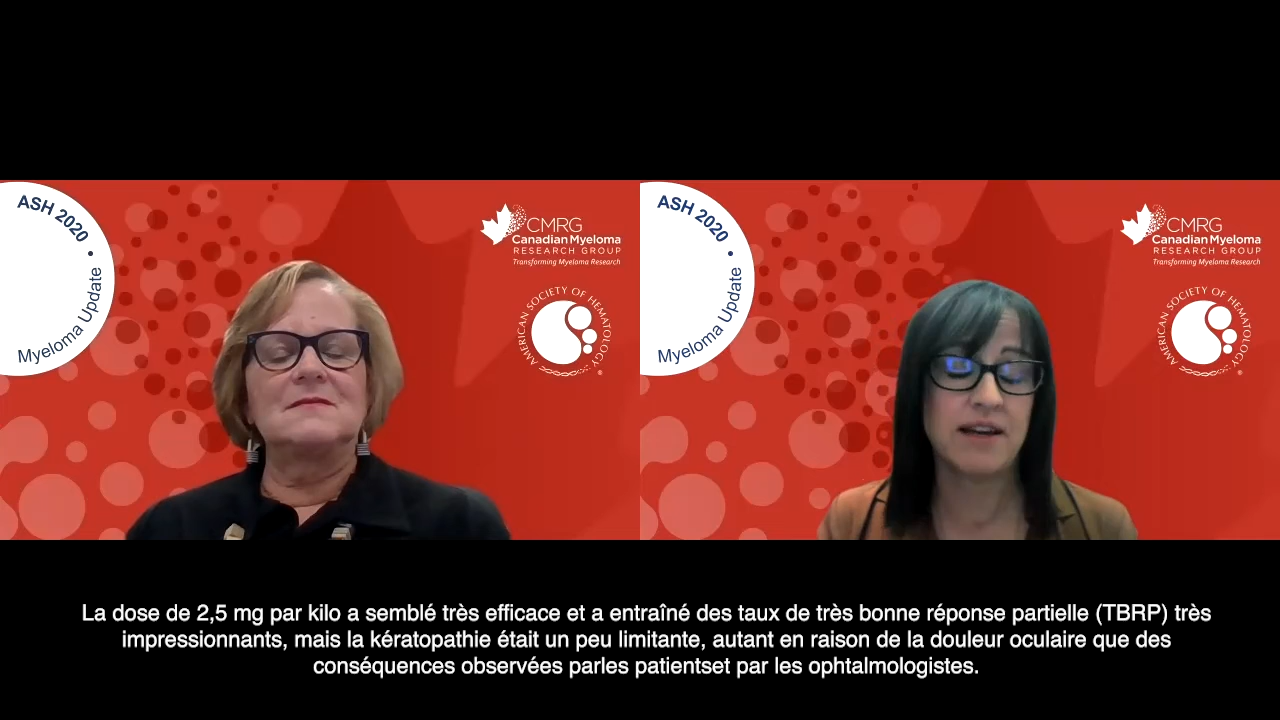 ASH 2020 •
Myeloma Update
CMRG
Canadian Myeloma
RESEARCH GROUP
Transforming Myeloma Research
AMERICAN SOCIETY OF HEMATOLOGY
®
ASH 2020 •
Myeloma Update
CMRG
Canadian Myeloma
RESEARCH GROUP
Transforming Myeloma Research
AMERICAN SOCIETY OF HEMATOLOGY
®
La dose de 2,5 mg par kilo a semblé très efficace et a entraîné des taux de très bonne réponse partielle (TBRP) très
impressionnants, mais la kératopathie était un peu limitante, autant en raison de la douleur oculaire que des
conséquences observées parles patientset par les ophtalmologistes.